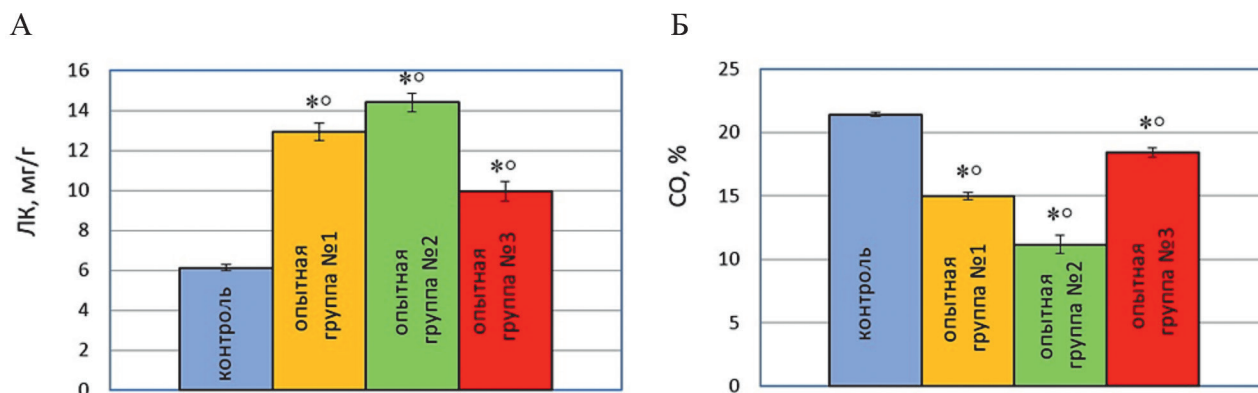 А
ЛК, мг/г
16
14
12
10
8
6
4
2
0
контроль
*°
опытная
группа №1
*°
опытная
группа №2
*°
опытная
группа №3
Б
СО, %
25
20
15
10
5
0
контроль
*°
опытная
группа №1
*°
опытная
группа №2
*°
опытная
группа №3